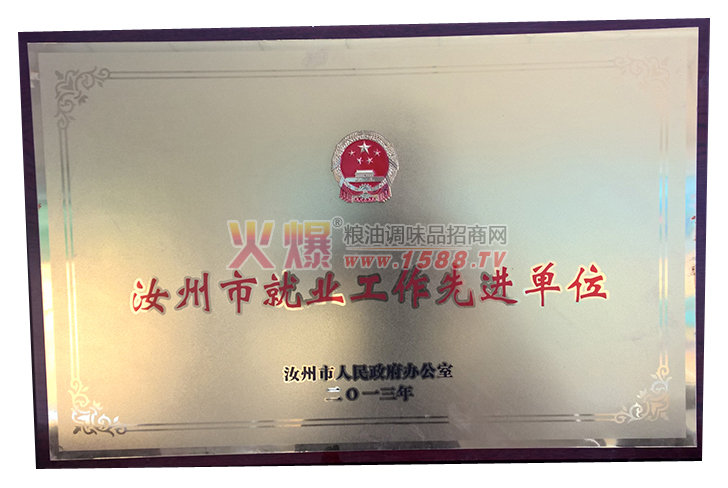 火爆®粮油调味品招商网
www.1588.TV
汝州市就业工作先进单位
汝州市人民政府办公室
二〇一三年